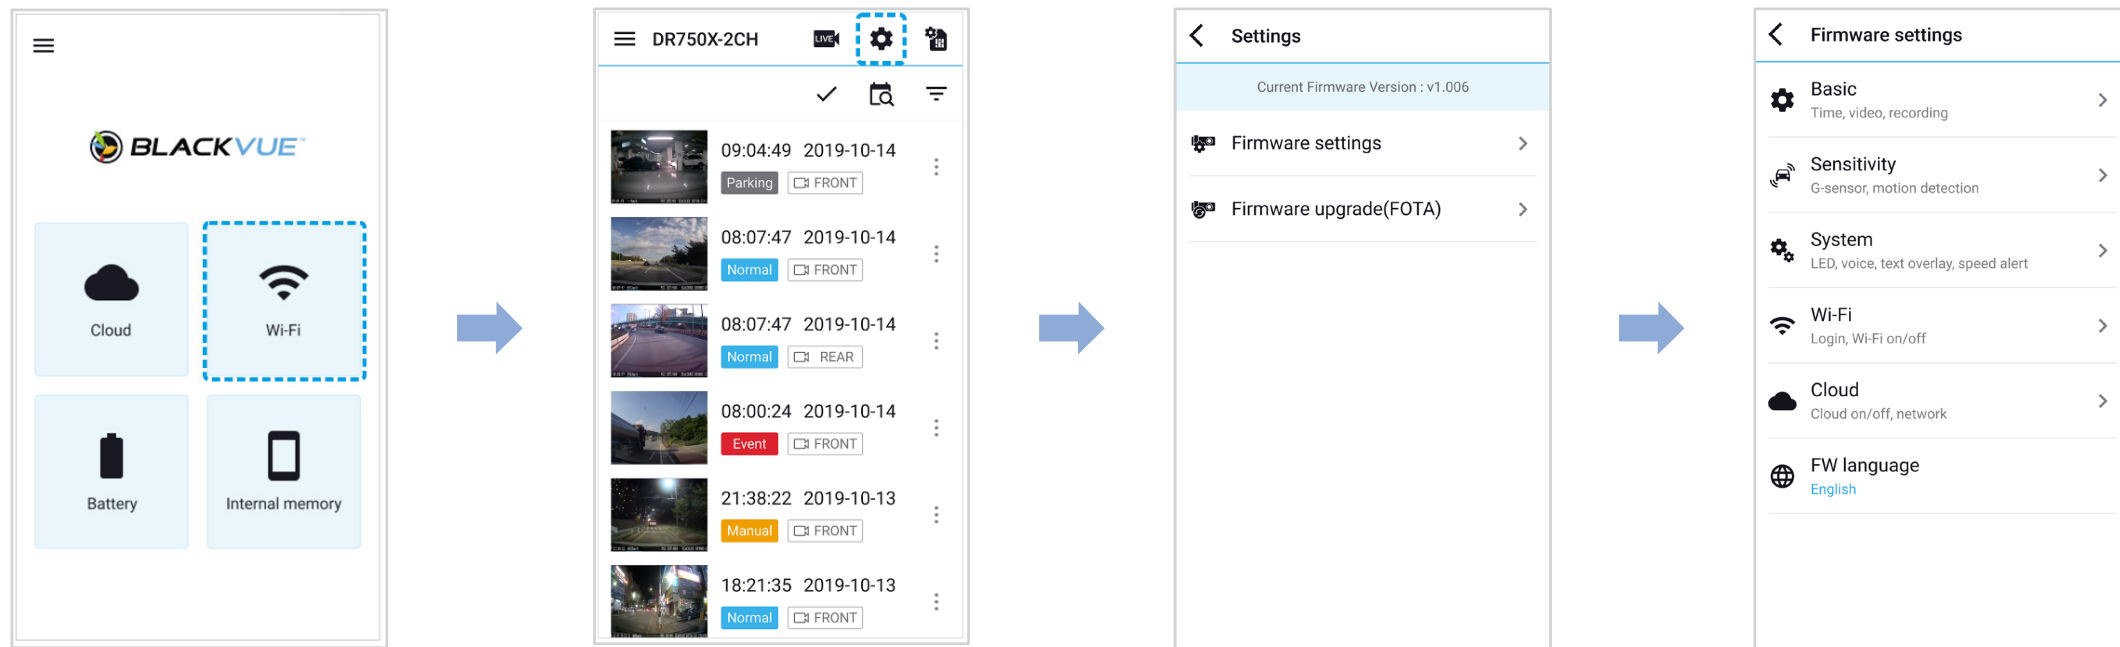 BLACKVUE™
Cloud
Wi-Fi
Battery
Internal memory
DR750X-2CH
LIVE
09:04:49 2019-10-14
Parking FRONT
08:07:47 2019-10-14
Normal FRONT
08:07:47 2019-10-14
Normal REAR
08:00:24 2019-10-14
Event FRONT
21:38:22 2019-10-13
Manual FRONT
18:21:35 2019-10-13
Normal FRONT
Settings
Current Firmware Version : v1.006
Firmware settings
Firmware upgrade(FOTA)
Firmware settings
Basic
Time, video, recording
Sensitivity
G-sensor, motion detection
System
LED, voice, text overlay, speed alert
Wi-Fi
Login, Wi-Fi on/off
Cloud
Cloud on/off, network
FW language
English